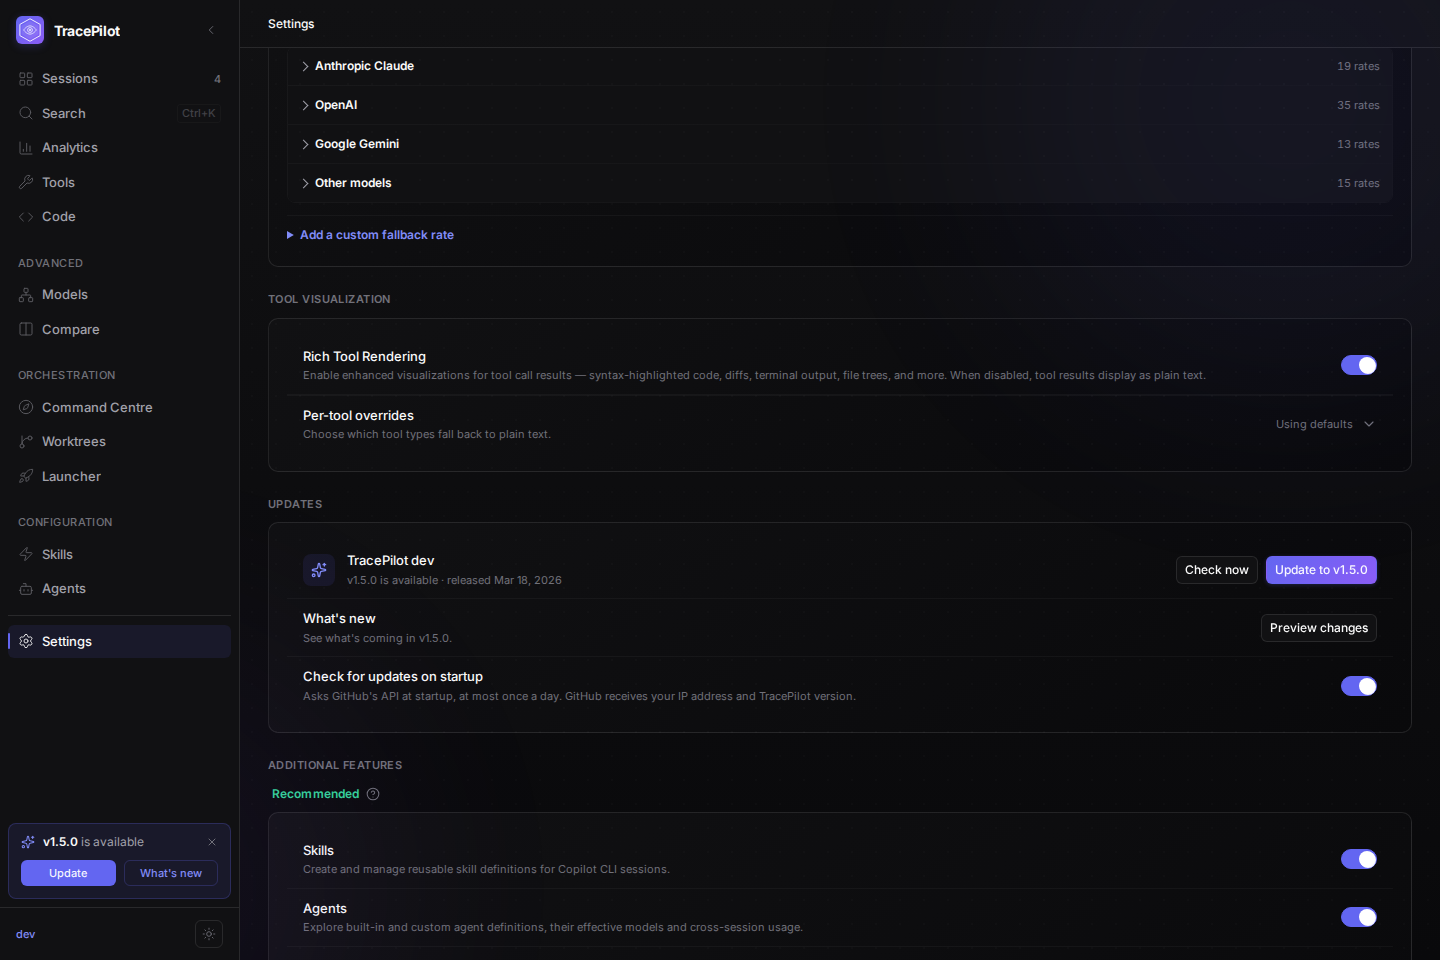 TracePilot
Sessions 4
Search Ctrl+K
Analytics
Tools
Code
ADVANCED
Models
Compare
ORCHESTRATION
Command Centre
Worktrees
Launcher
CONFIGURATION
Skills
Agents
Settings
v1.5.0 is available
Update What's new
dev
Settings
Anthropic Claude 19 rates
OpenAI 35 rates
Google Gemini 13 rates
Other models 15 rates
Add a custom fallback rate
TOOL VISUALIZATION
Rich Tool Rendering
Enable enhanced visualizations for tool call results — syntax-highlighted code, diffs, terminal output, file trees, and more. When disabled, tool results display as plain text.
Per-tool overrides
Choose which tool types fall back to plain text.
Using defaults
UPDATES
TracePilot dev
v1.5.0 is available · released Mar 18, 2026
Check now Update to v1.5.0
What's new
See what's coming in v1.5.0.
Preview changes
Check for updates on startup
Asks GitHub's API at startup, at most once a day. GitHub receives your IP address and TracePilot version.
ADDITIONAL FEATURES
Recommended
Skills
Create and manage reusable skill definitions for Copilot CLI sessions.
Agents
Explore built-in and custom agent definitions, their effective models and cross-session usage.